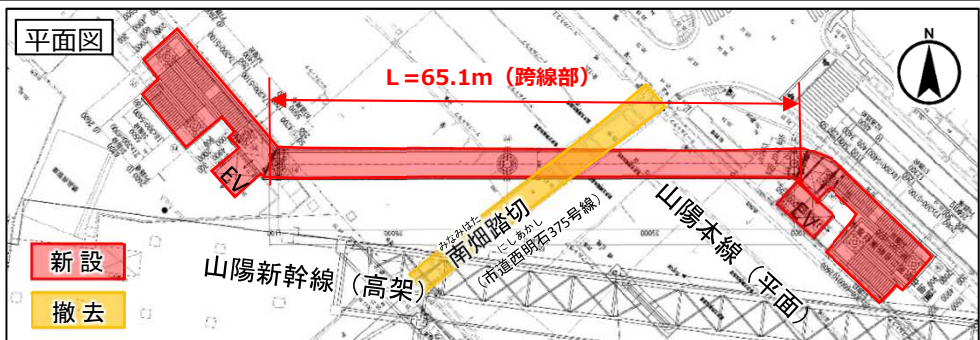 平面図
L=65.1m（跨線部）
N
EV
EV
みなみはた
南畑踏切
にしあかし
（市道西明石375号線）
山陽本線（平面）
山陽新幹線（高架）
新設
撤去